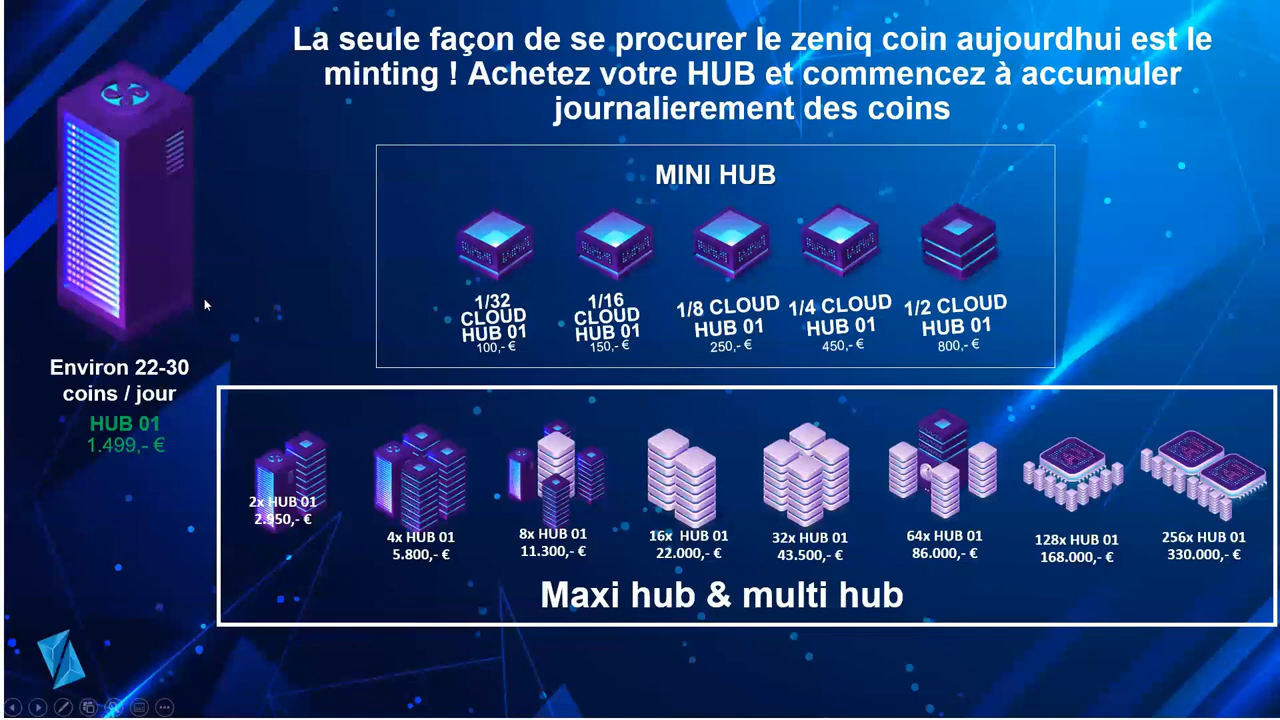 La seule façon de se procurer le zeniq coin aujourdhui est le
minting ! Achetez votre HUB et commencez à accumuler
journalierement des coins
MINI HUB
1/32
CLOUD
HUB 01
100,- €
1/16
CLOUD
HUB 01
150,- €
1/8 CLOUD
HUB 01
250,- €
1/4 CLOUD
HUB 01
450,- €
1/2 CLOUD
HUB 01
800,- €
Environ 22-30
coins / jour
HUB 01
1.499,- €
2x HUB 01
2.950,- €
4x HUB 01
5.800,- €
8x HUB 01
11.300,- €
16x HUB 01
22.000,- €
32x HUB 01
43.500,- €
64x HUB 01
86.000,- €
128x HUB 01
168.000,- €
256x HUB 01
330.000,- €
Maxi hub & multi hub